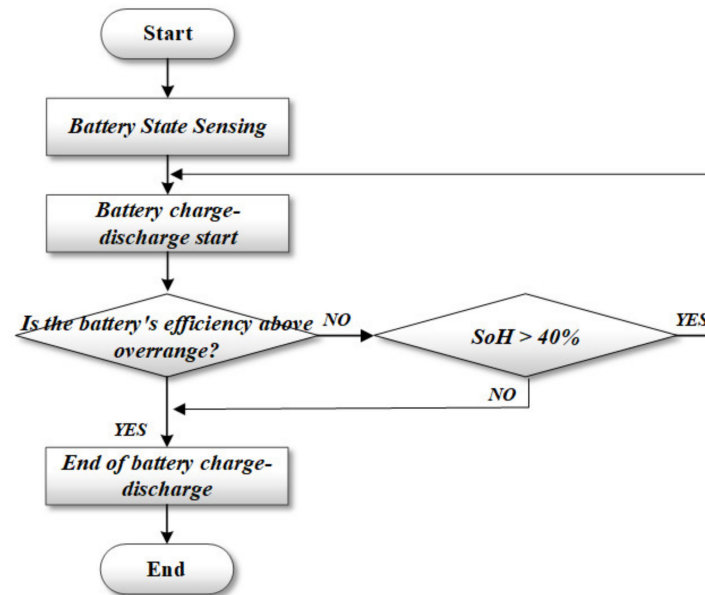 Start
Battery State Sensing
Battery charge-
discharge start
Is the battery's efficiency above
overrange?
NO
SoH > 40%
YES
NO
YES
End of battery charge-
discharge
End